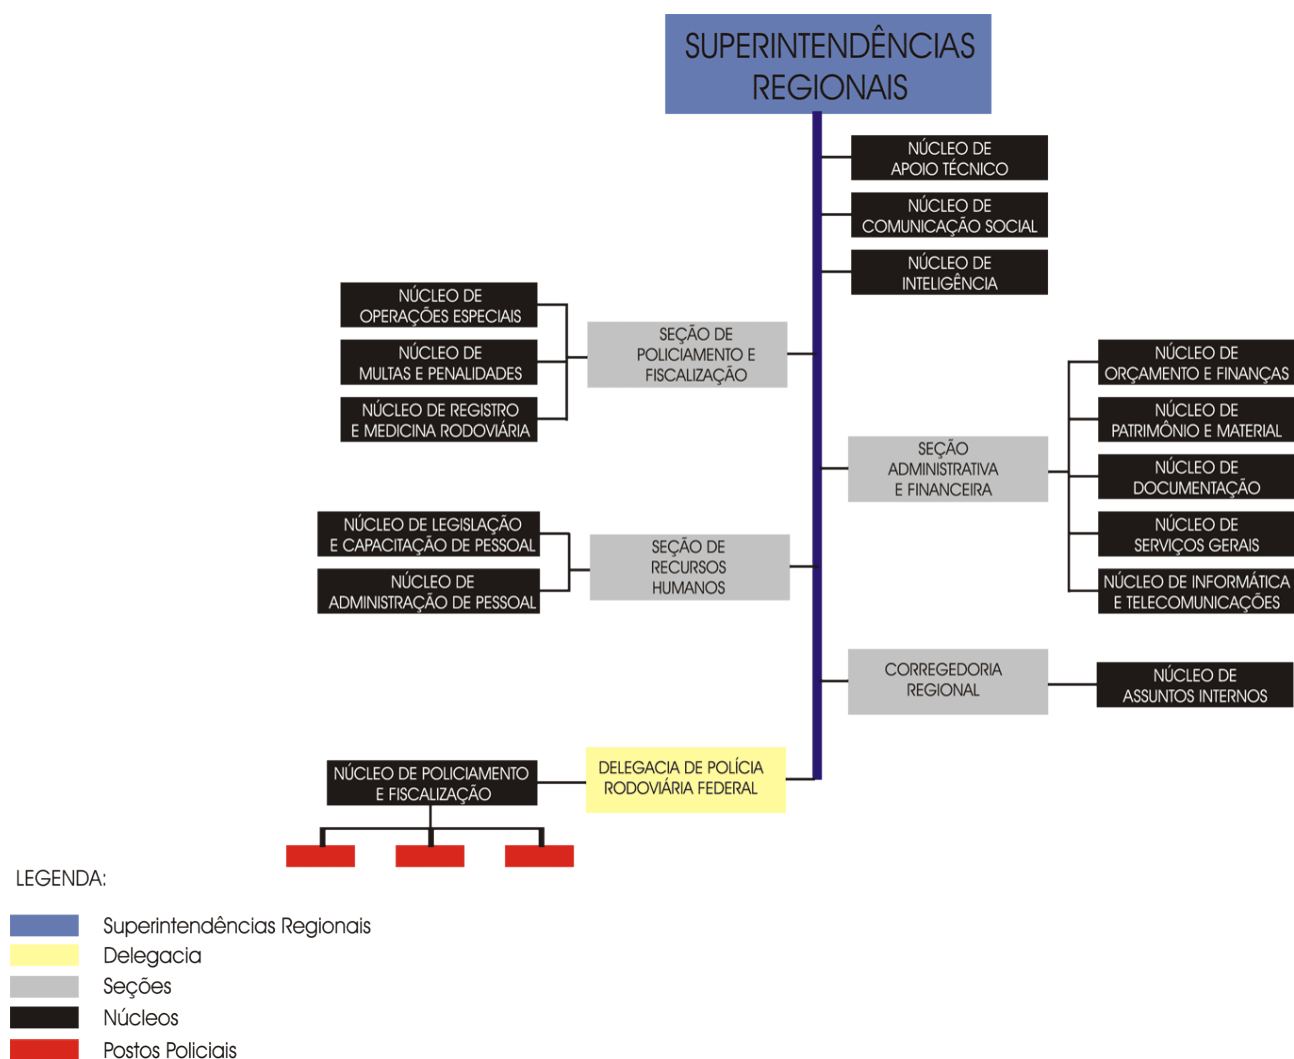 SUPERINTENDÊNCIAS
REGIONAIS
NÚCLEO DE
APOIO TÉCNICO
NÚCLEO DE
COMUNICAÇÃO SOCIAL
NÚCLEO DE
INTELIGÊNCIA
NÚCLEO DE
OPERAÇÕES ESPECIAIS
NÚCLEO DE
MULTAS E PENALIDADES
NÚCLEO DE REGISTRO
E MEDICINA RODOVIÁRIA
SEÇÃO DE
POLICIAMENTO E
FISCALIZAÇÃO
SEÇÃO
ADMINISTRATIVA
E FINANCEIRA
NÚCLEO DE
ORÇAMENTO E FINANÇAS
NÚCLEO DE
PATRIMÔNIO E MATERIAL
NÚCLEO DE
DOCUMENTAÇÃO
NÚCLEO DE
SERVIÇOS GERAIS
NÚCLEO DE INFORMÁTICA
E TELECOMUNICAÇÕES
NÚCLEO DE LEGISLAÇÃO
E CAPACITAÇÃO DE PESSOAL
NÚCLEO DE
ADMINISTRAÇÃO DE PESSOAL
SEÇÃO DE
RECURSOS
HUMANOS
CORREGEDORIA
REGIONAL
NÚCLEO DE
ASSUNTOS INTERNOS
NÚCLEO DE POLICIAMENTO
E FISCALIZAÇÃO
DELEGACIA DE POLÍCIA
RODOVIÁRIA FEDERAL
LEGENDA:
Superintendências Regionais
Delegacia
Seções
Núcleos
Postos Policiais